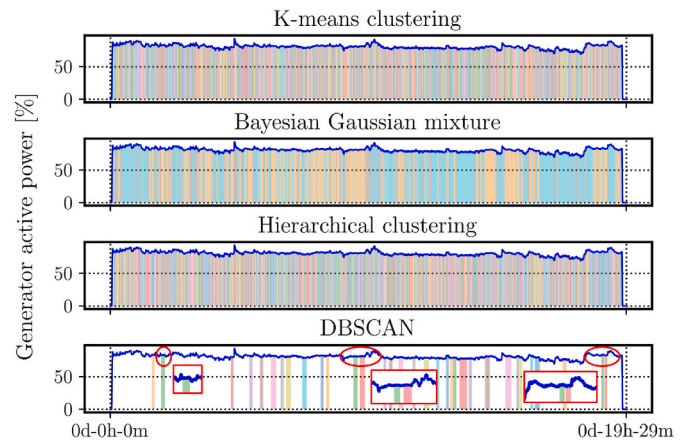 K-means clustering
50
0
Bayesian Gaussian mixture
50
0
Hierarchical clustering
50
0
DBSCAN
50
0
Generator active power [%]
0d-0h-0m
0d-19h-29m